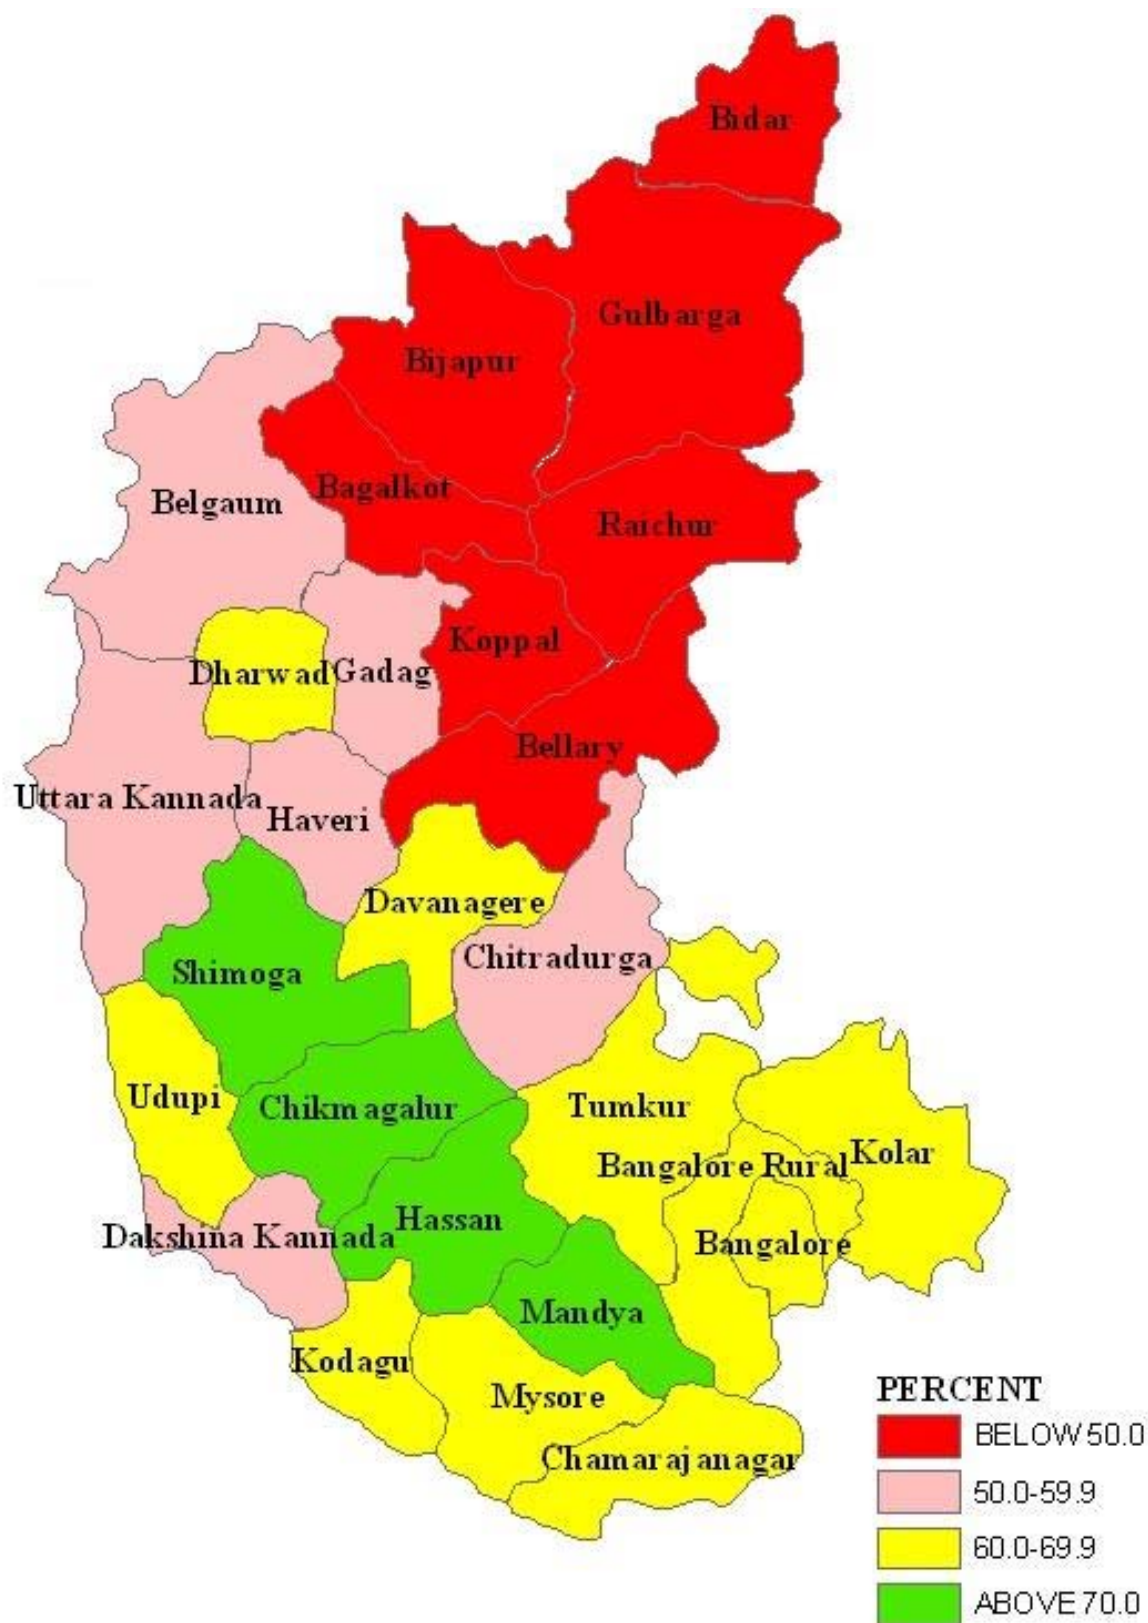 Bidar
Gulbarga
Bijapur
Bagalkot
Belgaum
Raichur
Koppal
Dharwad
Gadag
Bellary
Uttara Kannada
Haveri
Davanagere
Chitradurga
Shimoga
Udupi
Chikmagalur
Tumkur
Bangalore Rural
Kolar
Hassan
Dakshina Kannada
Bangalore
Mandya
Kodagu
Mysore
Chamarajanagar
PERCENT
BELOW 50.0
50.0-59.9
60.0-69.9
ABOVE 70.0